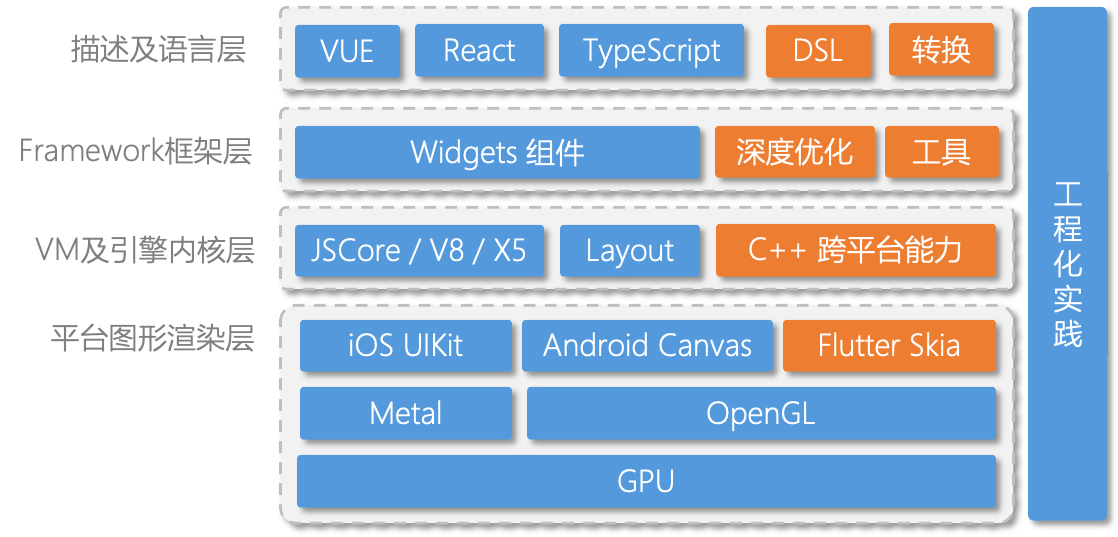 描述及语言层
VUE
React
TypeScript
DSL
转换
Framework框架层
Widgets 组件
深度优化
工具
VM及引擎内核层
JSCore / V8 / X5
Layout
C++ 跨平台能力
平台图形渲染层
iOS UIKit
Android Canvas
Flutter Skia
Metal
OpenGL
GPU
工程化实践